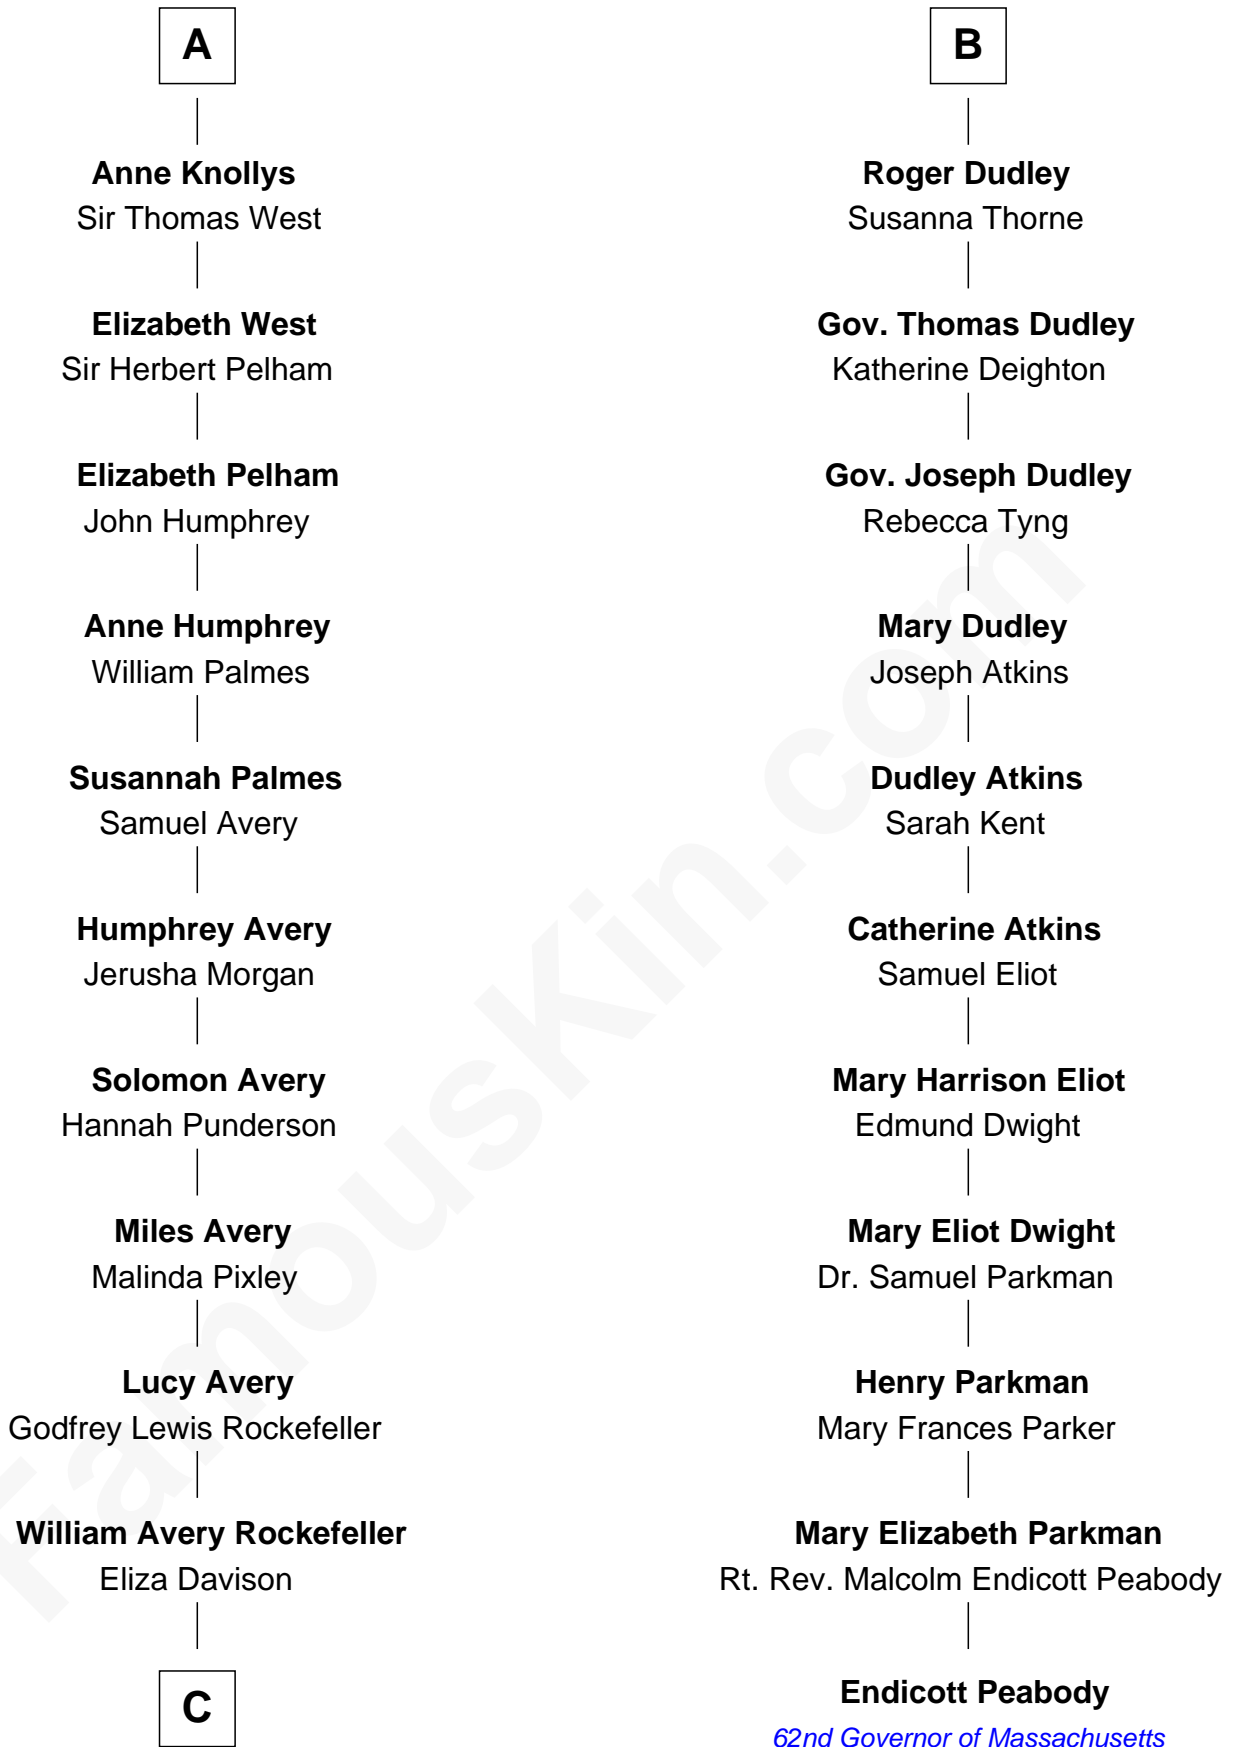 A
Anne Knollys
Sir Thomas West
Elizabeth West
Sir Herbert Pelham
Elizabeth Pelham
John Humphrey
Anne Humphrey
William Palmes
Susannah Palmes
Samuel Avery
Humphrey Avery
Jerusha Morgan
Solomon Avery
Hannah Punderson
Miles Avery
Malinda Pixley
Lucy Avery
Godfrey Lewis Rockefeller
William Avery Rockefeller
Eliza Davison
C
B
Roger Dudley
Susanna Thorne
Gov. Thomas Dudley
Katherine Deighton
Gov. Joseph Dudley
Rebecca Tyng
Mary Dudley
Joseph Atkins
Dudley Atkins
Sarah Kent
Catherine Atkins
Samuel Eliot
Mary Harrison Eliot
Edmund Dwight
Mary Eliot Dwight
Dr. Samuel Parkman
Henry Parkman
Mary Frances Parker
Mary Elizabeth Parkman
Rt. Rev. Malcolm Endicott Peabody
Endicott Peabody
62nd Governor of Massachusetts
FamousKin.com